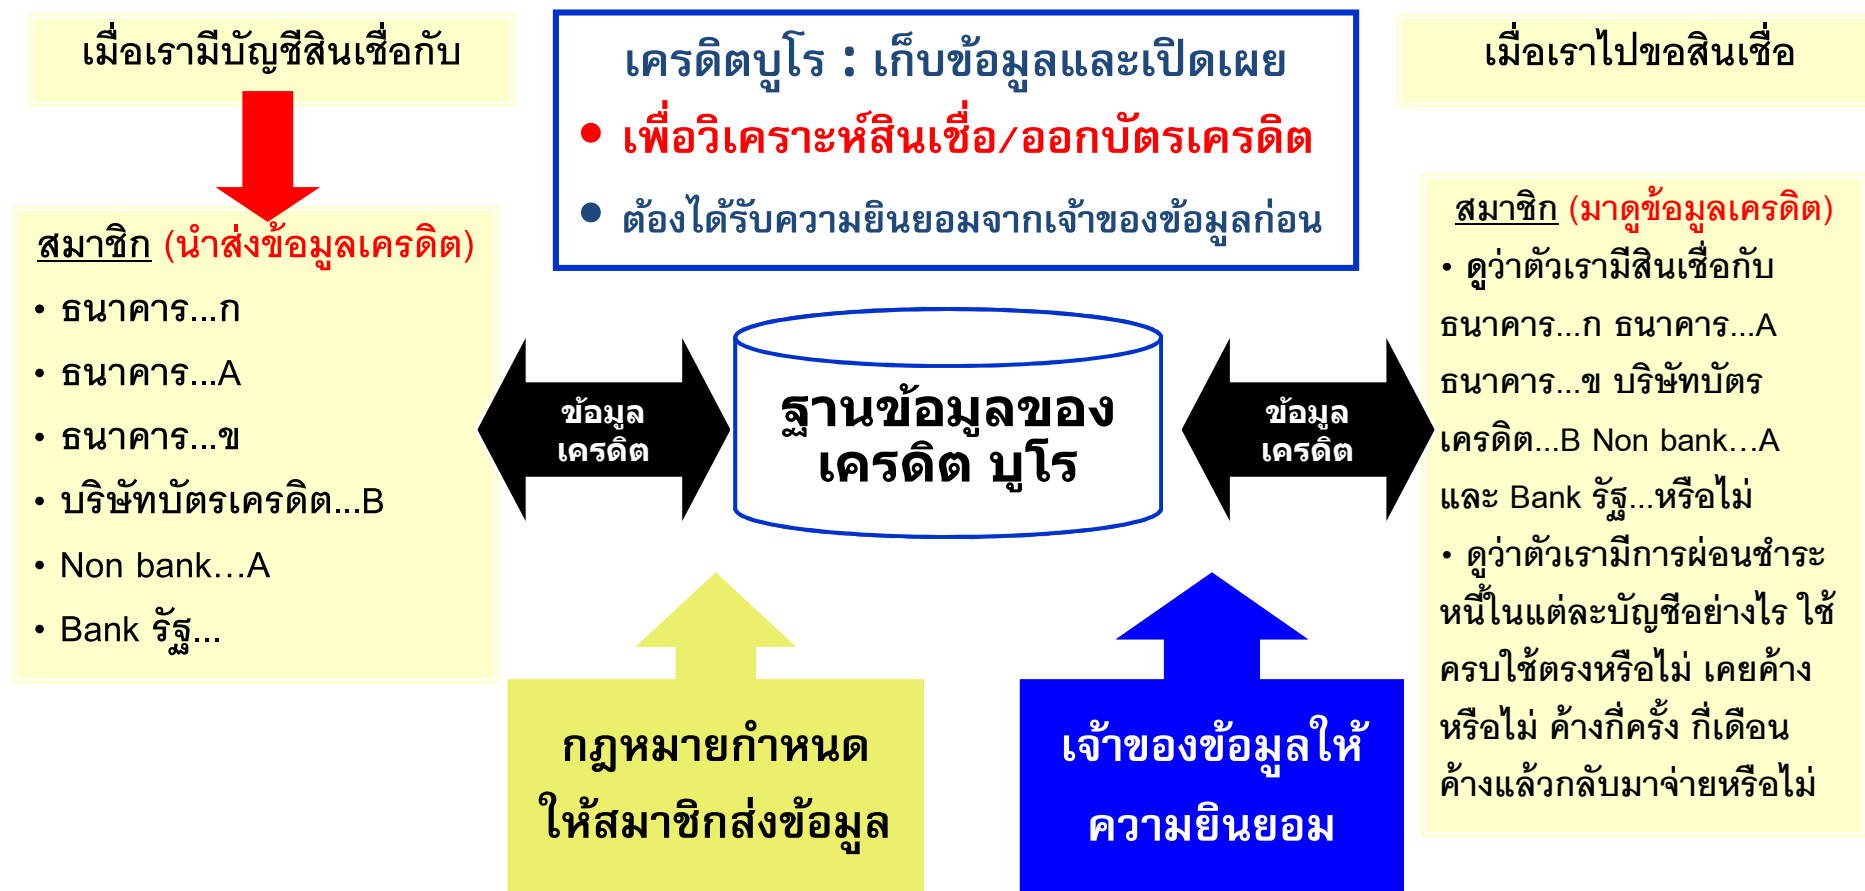 เมื่อเรามีบัญชีสินเชื่อกับ
เครดิตบูโร : เก็บข้อมูลและเปิดเผย
• เพื่อวิเคราะห์สินเชื่อ/ออกบัตรเครดิต
• ต้องได้รับความยินยอมจากเจ้าของข้อมูลก่อน
เมื่อเราไปขอสินเชื่อ
สมาชิก (นำส่งข้อมูลเครดิต)
• ธนาคาร...ก
• ธนาคาร...A
• ธนาคาร...ข
• บริษัทบัตรเครดิต...B
• Non bank...A
• Bank รัฐ...
ข้อมูล
เครดิต
ฐานข้อมูลของ
เครดิต บูโร
ข้อมูล
เครดิต
สมาชิก (มาดูข้อมูลเครดิต)
• ดูว่าตัวเรามีสินเชื่อกับ
ธนาคาร...ก ธนาคาร...A
ธนาคาร...ข บริษัทบัตร
เครดิต...B Non bank...A
และ Bank รัฐ...หรือไม่
• ดูว่าตัวเรามีการผ่อนชำระ
หนี้ในแต่ละบัญชีอย่างไร ใช้
ครบใช้ตรงหรือไม่ เคยค้าง
หรือไม่ ค้างกี่ครั้ง กี่เดือน
ค้างแล้วกลับมาจ่ายหรือไม่
กฎหมายกำหนด
ให้สมาชิกส่งข้อมูล
เจ้าของข้อมูลให้
ความยินยอม